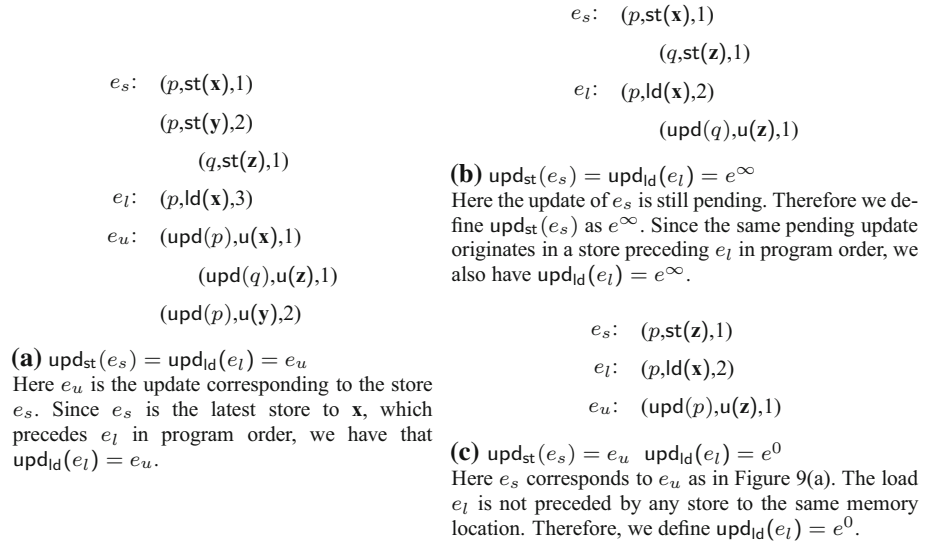 e_s: (p,st(x),1)
(p,st(y),2)
(q,st(z),1)
e_l: (p,ld(x),3)
e_u: (upd(p),u(x),1)
(upd(q),u(z),1)
(upd(p),u(y),2)
(a) upd_st(e_s) = upd_ld(e_l) = e_u
Here e_u is the update corresponding to the store
e_s. Since e_s is the latest store to x, which
precedes e_l in program order, we have that
upd_ld(e_l) = e_u.
e_s: (p,st(x),1)
(q,st(z),1)
e_l: (p,ld(x),2)
(upd(q),u(z),1)
(b) upd_st(e_s) = upd_ld(e_l) = e^∞
Here the update of e_s is still pending. Therefore we de-
fine upd_st(e_s) as e^∞. Since the same pending update
originates in a store preceding e_l in program order, we
also have upd_ld(e_l) = e^∞.
e_s: (p,st(z),1)
e_l: (p,ld(x),2)
e_u: (upd(p),u(z),1)
(c) upd_st(e_s) = e_u upd_ld(e_l) = e^0
Here e_s corresponds to e_u as in Figure 9(a). The load
e_l is not preceded by any store to the same memory
location. Therefore, we define upd_ld(e_l) = e^0.